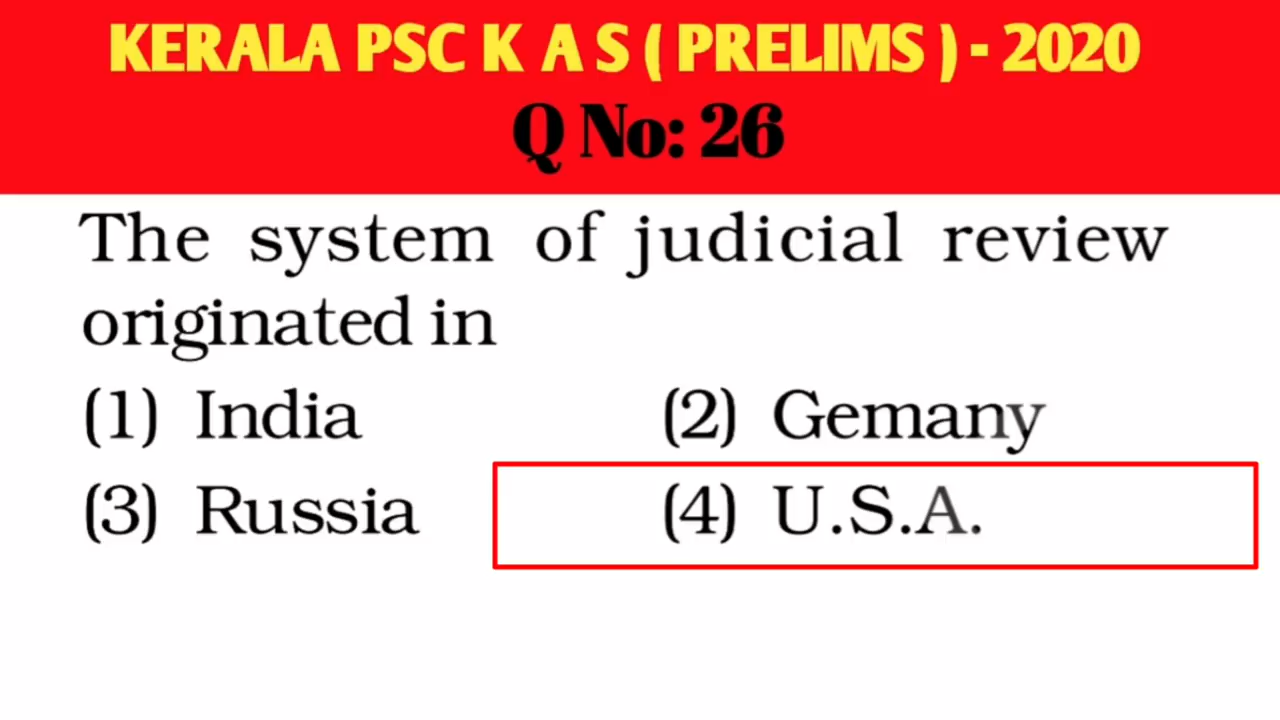 KERALA PSC K A S ( PRELIMS ) - 2020
Q No: 26
The system of judicial review
originated in
(1) India (2) Gemany
(3) Russia (4) U.S.A.